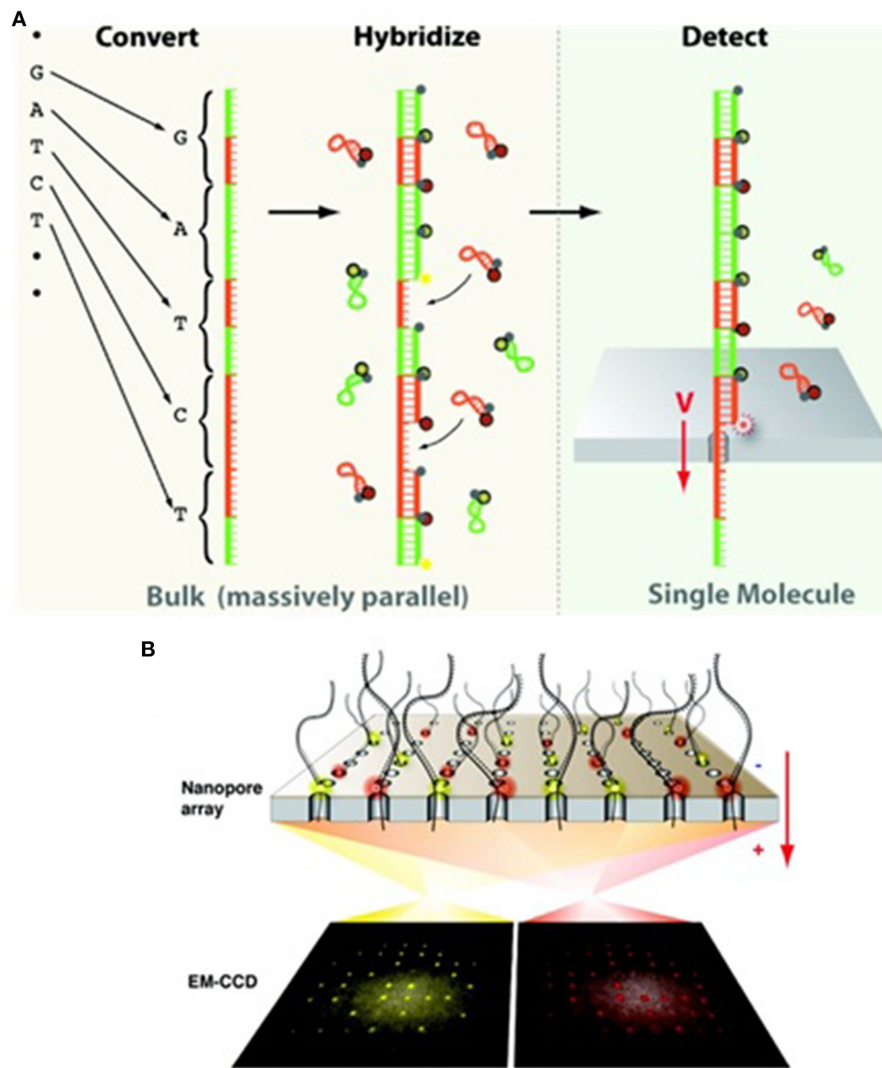 A
Convert Hybridize Detect
•
G
A
T
C
T
•
•
G
A
T
C
T
V
Bulk (massively parallel) Single Molecule
B
Nanopore
array
-
+
EM-CCD